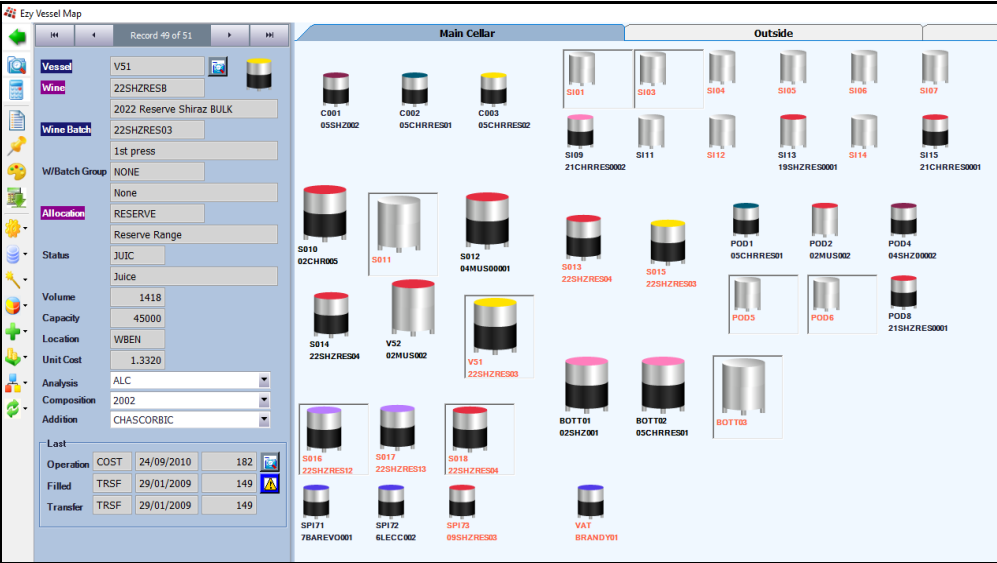 Ezy Vessel Map
Record 49 of 51
Vessel V51
Wine 22SHZRESB
2022 Reserve Shiraz BULK
Wine Batch 22SHZRES03
1st press
W/Batch Group NONE
None
Allocation RESERVE
Reserve Range
Status JUIC
Juice
Volume 1418
Capacity 45000
Location WBEN
Unit Cost 1.3320
Analysis ALC
Composition 2002
Addition CHASCORBIC
Last
Operation COST 24/09/2010 182
Filled TRSF 29/01/2009 149
Transfer TRSF 29/01/2009 149
Main Cellar Outside
SI01 SI03 SI04 SI05 SI06 SI07
C001 C002 C003
05SHZ002 05CHRRES01 05CHRRES02
SI09 SI11 SI12 SI13 SI14 SI15
21CHRRES0002 19SHZRES0001 21CHRRES0001
S010 S011 S012
02CHR005 04MUS00001
S013 S015
22SHZRES04 22SHZRES03
POD1 POD2 POD4
05CHRRES01 02MUS002 04SHZ00002
POD5 POD6 POD8
21SHZRES0001
S014 V52 V51
22SHZRES04 02MUS002 22SHZRES03
BOTT01 BOTT02 BOTT03
02SHZ001 05CHRRES01
S016 S017 S018
22SHZRES12 22SHZRES13 22SHZRES04
SPI71 SPI72 SPI73 VAT
7BAREVO001 6LECC002 09SHZRES03 BRANDY01